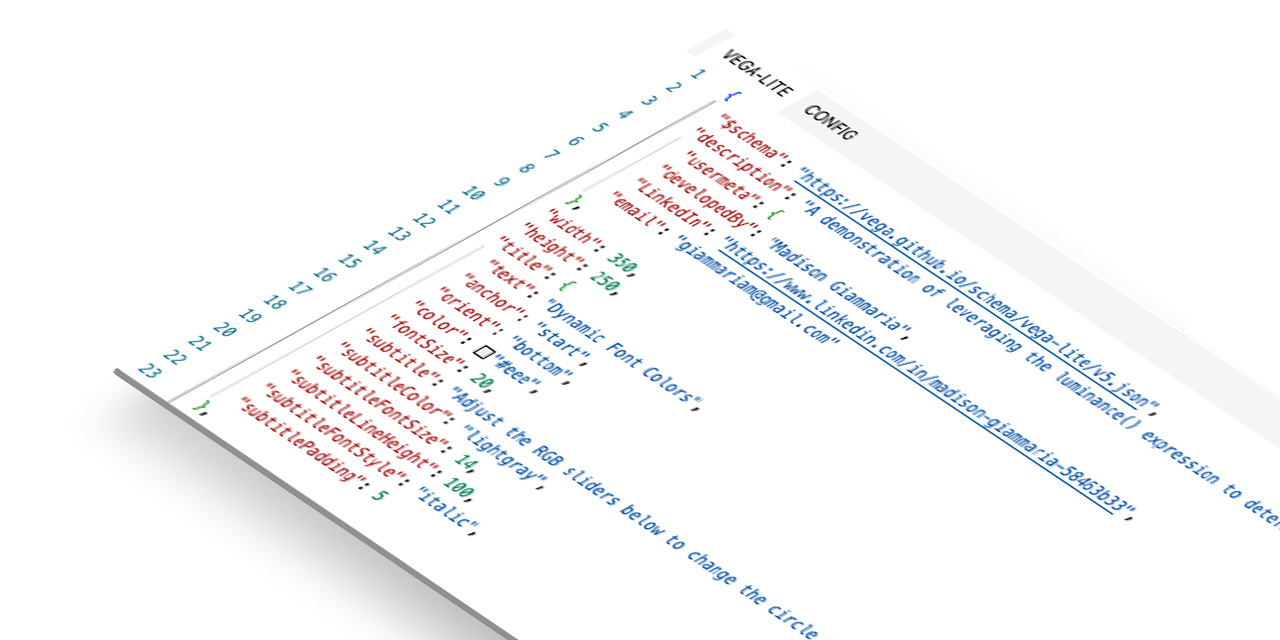 VEGA-LITE CONFIG
1 {
2 "$schema": "https://vega.github.io/schema/vega-lite/v5.json",
3 "description": "A demonstration of leveraging the luminance() expression to
4 "usermeta": {
5 "developedBy": "Madison Giammaria",
6 "LinkedIn": "https://www.linkedin.com/in/madison-giammaria-58463b33",
7 "email": "giammariam@gmail.com"
8 },
9 "width": 350,
10 "height": 250,
11 "title": {
12 "text": "Dynamic Font Colors",
13 "anchor": "start",
14 "orient": "bottom",
15 "color": "#eee",
16 "fontSize": 20,
17 "subtitle": "Adjust the RGB sliders below to change the circle
18 "subtitleColor": "lightgray",
19 "subtitleFontSize": 14,
20 "subtitleLineHeight": 100,
21 "subtitleFontStyle": "italic",
22 "subtitlePadding": 5
23 },